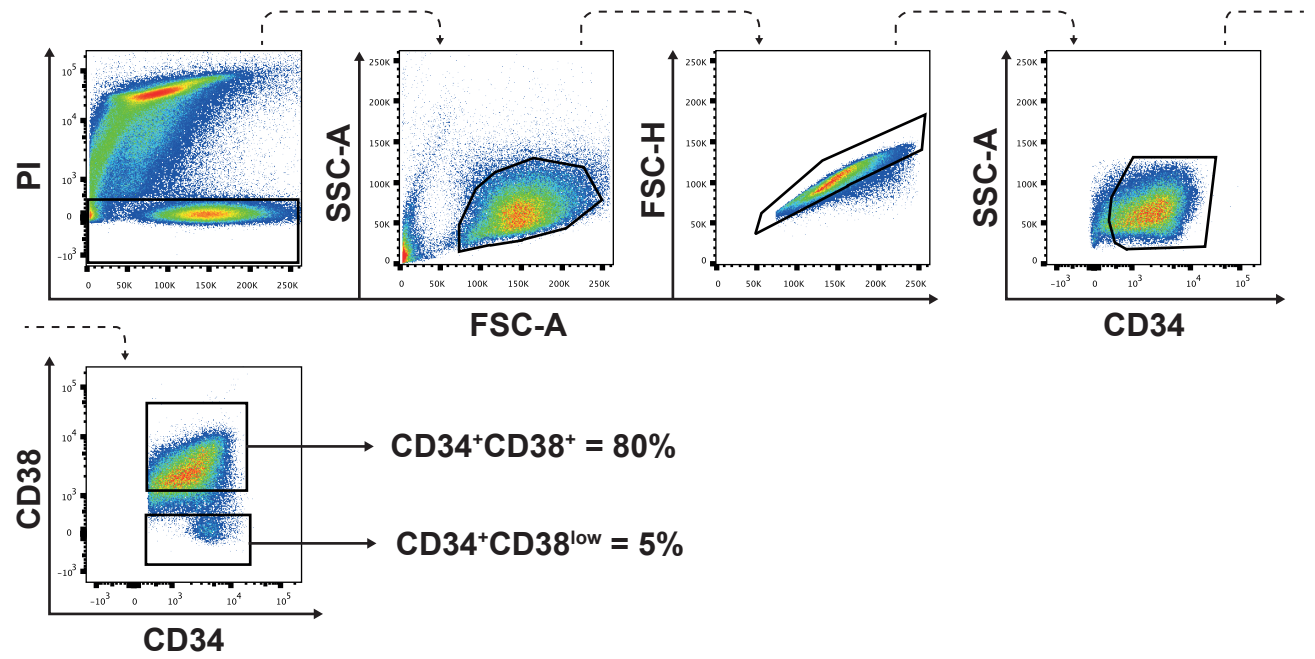 PI
10⁵
10⁴
10³
0
–10³
0 50K 100K 150K 200K 250K
SSC-A
250K
200K
150K
100K
50K
0
0 50K 100K 150K 200K 250K
FSC-H
250K
200K
150K
100K
50K
0
0 50K 100K 150K 200K 250K
FSC-A
SSC-A
250K
200K
150K
100K
50K
0
–10³ 0 10³ 10⁴ 10⁵
CD34
CD38
10⁵
10⁴
10³
0
–10³
–10³ 0 10³ 10⁴ 10⁵
CD34
CD34⁺CD38⁺ = 80%
CD34⁺CD38ˡᵒʷ = 5%